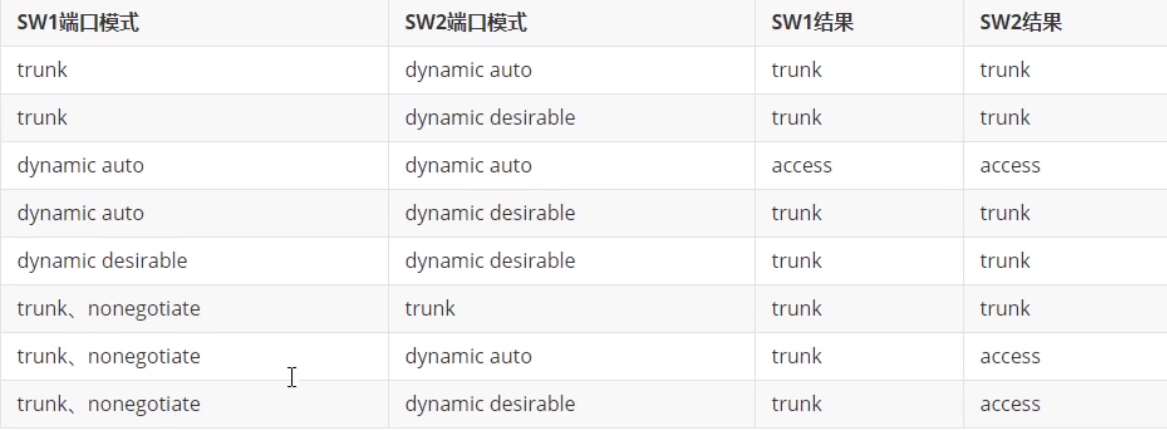 SW1端口模式 SW2端口模式 SW1结果 SW2结果
trunk dynamic auto trunk trunk
trunk dynamic desirable trunk trunk
dynamic auto dynamic auto access access
dynamic auto dynamic desirable trunk trunk
dynamic desirable dynamic desirable trunk trunk
trunk、nonegotiate trunk trunk trunk
trunk、nonegotiate dynamic auto trunk access
trunk、nonegotiate dynamic desirable trunk access